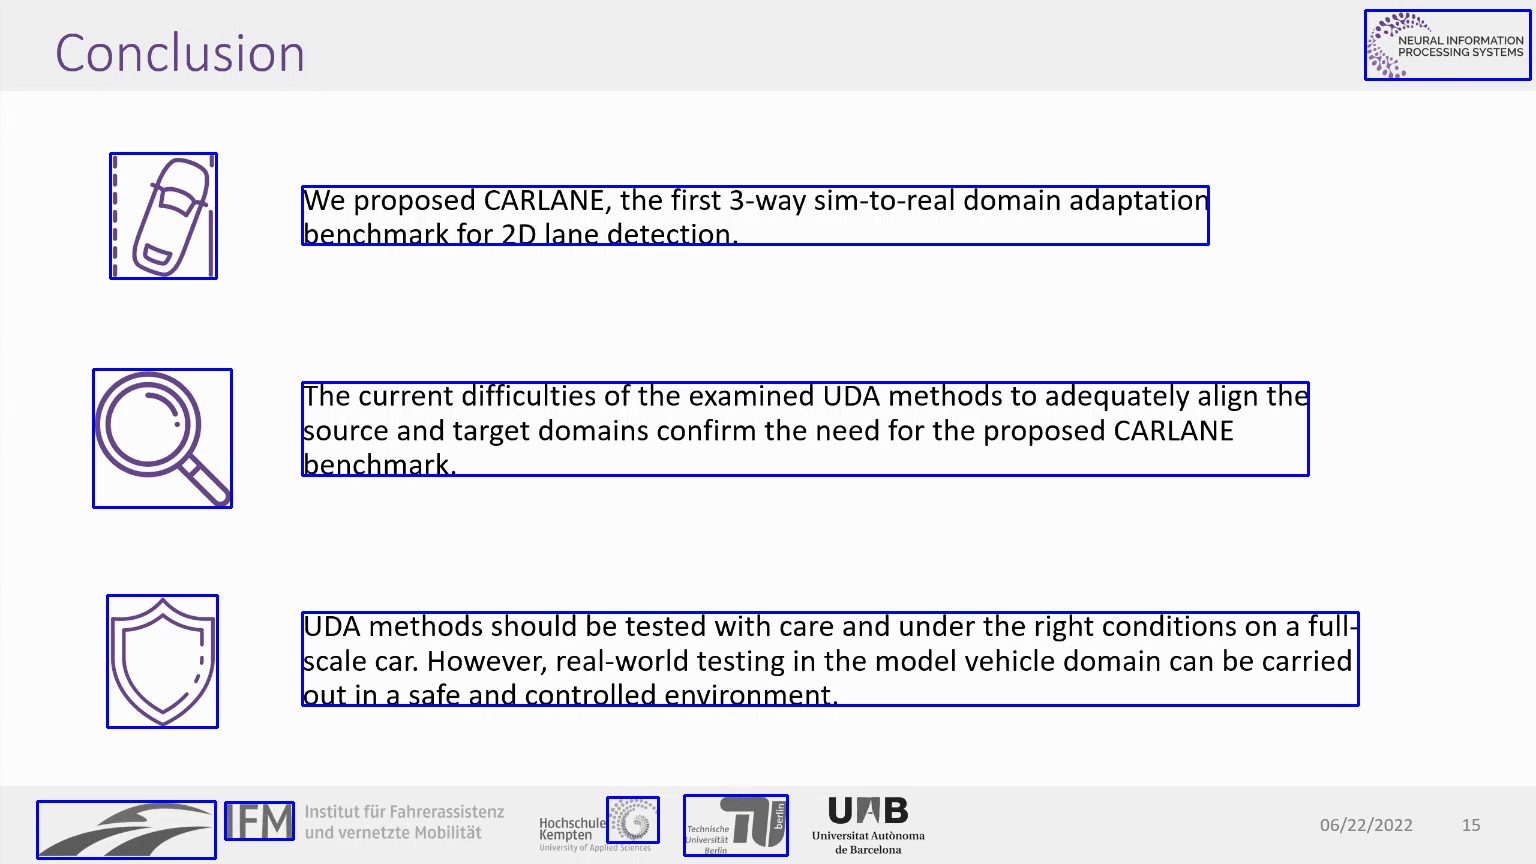 Conclusion
NEURAL INFORMATION
PROCESSING SYSTEMS
We proposed CARLANE, the first 3-way sim-to-real domain adaptation
benchmark for 2D lane detection.
The current difficulties of the examined UDA methods to adequately align the
source and target domains confirm the need for the proposed CARLANE
benchmark.
UDA methods should be tested with care and under the right conditions on a full-
scale car. However, real-world testing in the model vehicle domain can be carried
out in a safe and controlled environment.
IFM
Institut für Fahrerassistenz
und vernetzte Mobilität
Hochschule
Kempten
University of Applied Sciences
Technische
Universität
Berlin
berlin
UAB
Universitat Autònoma
de Barcelona
06/22/2022
15